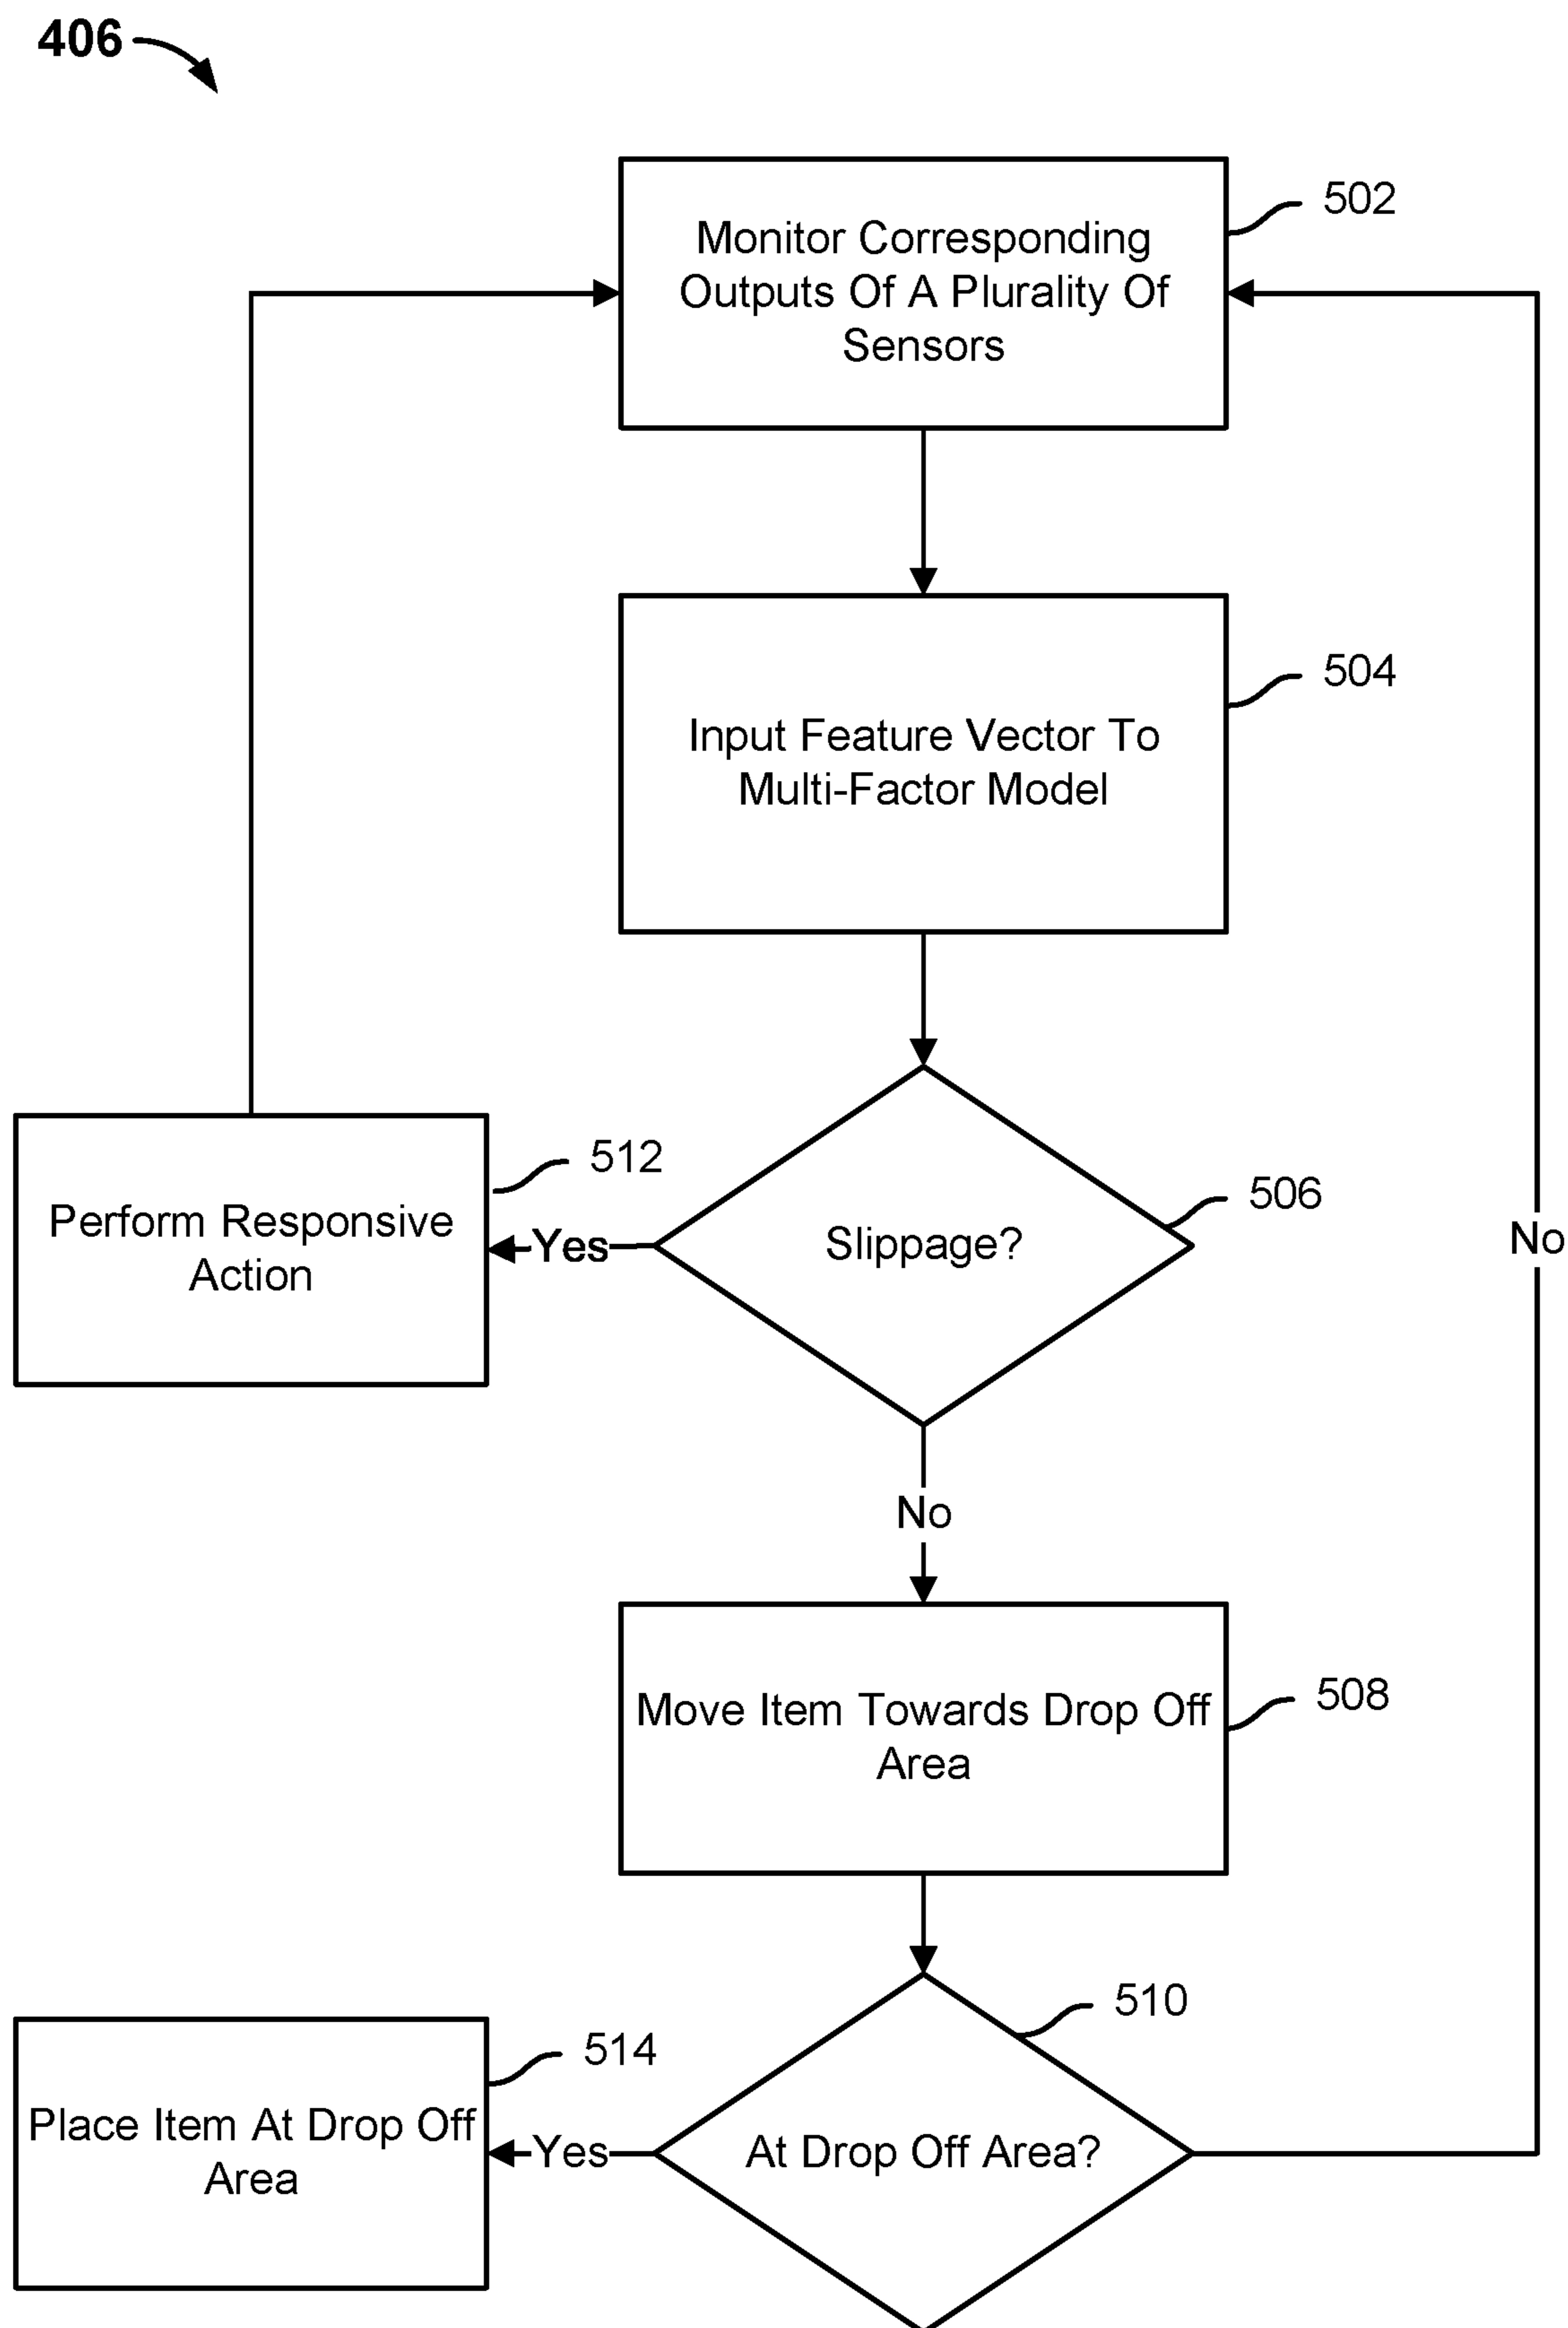 406
502
Monitor Corresponding
Outputs Of A Plurality Of
Sensors
504
Input Feature Vector To
Multi-Factor Model
512
Perform Responsive
Action
Yes
506
Slippage?
No
No
508
Move Item Towards Drop Off
Area
510
514
Place Item At Drop Off
Area
Yes
At Drop Off Area?